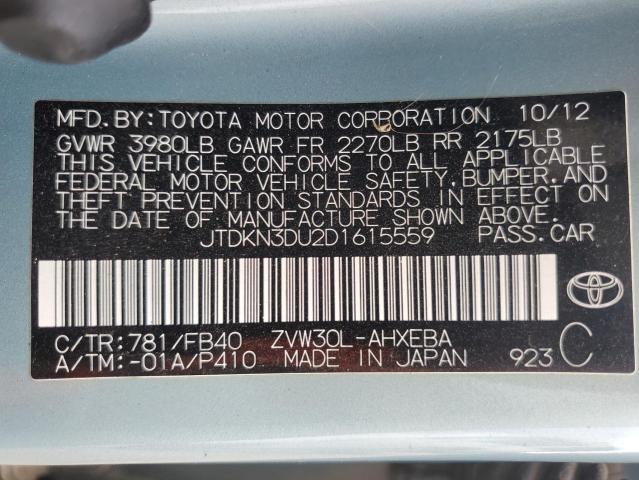 MFD. BY: TOYOTA MOTOR CORPORATION 10/12
GVWR 3980LB GAWR FR 2270LB RR 2175LB
THIS VEHICLE CONFORMS TO ALL APPLICABLE
FEDERAL MOTOR VEHICLE SAFETY, BUMPER, AND
THEFT PREVENTION STANDARDS IN EFFECT ON
THE DATE OF MANUFACTURE SHOWN ABOVE.
JTDKN3DU2D1615559 PASS. CAR
C/TR: 781/FB40 ZVW30L-AHXEBA
A/TM: -01A/P410 MADE IN JAPAN 923 C